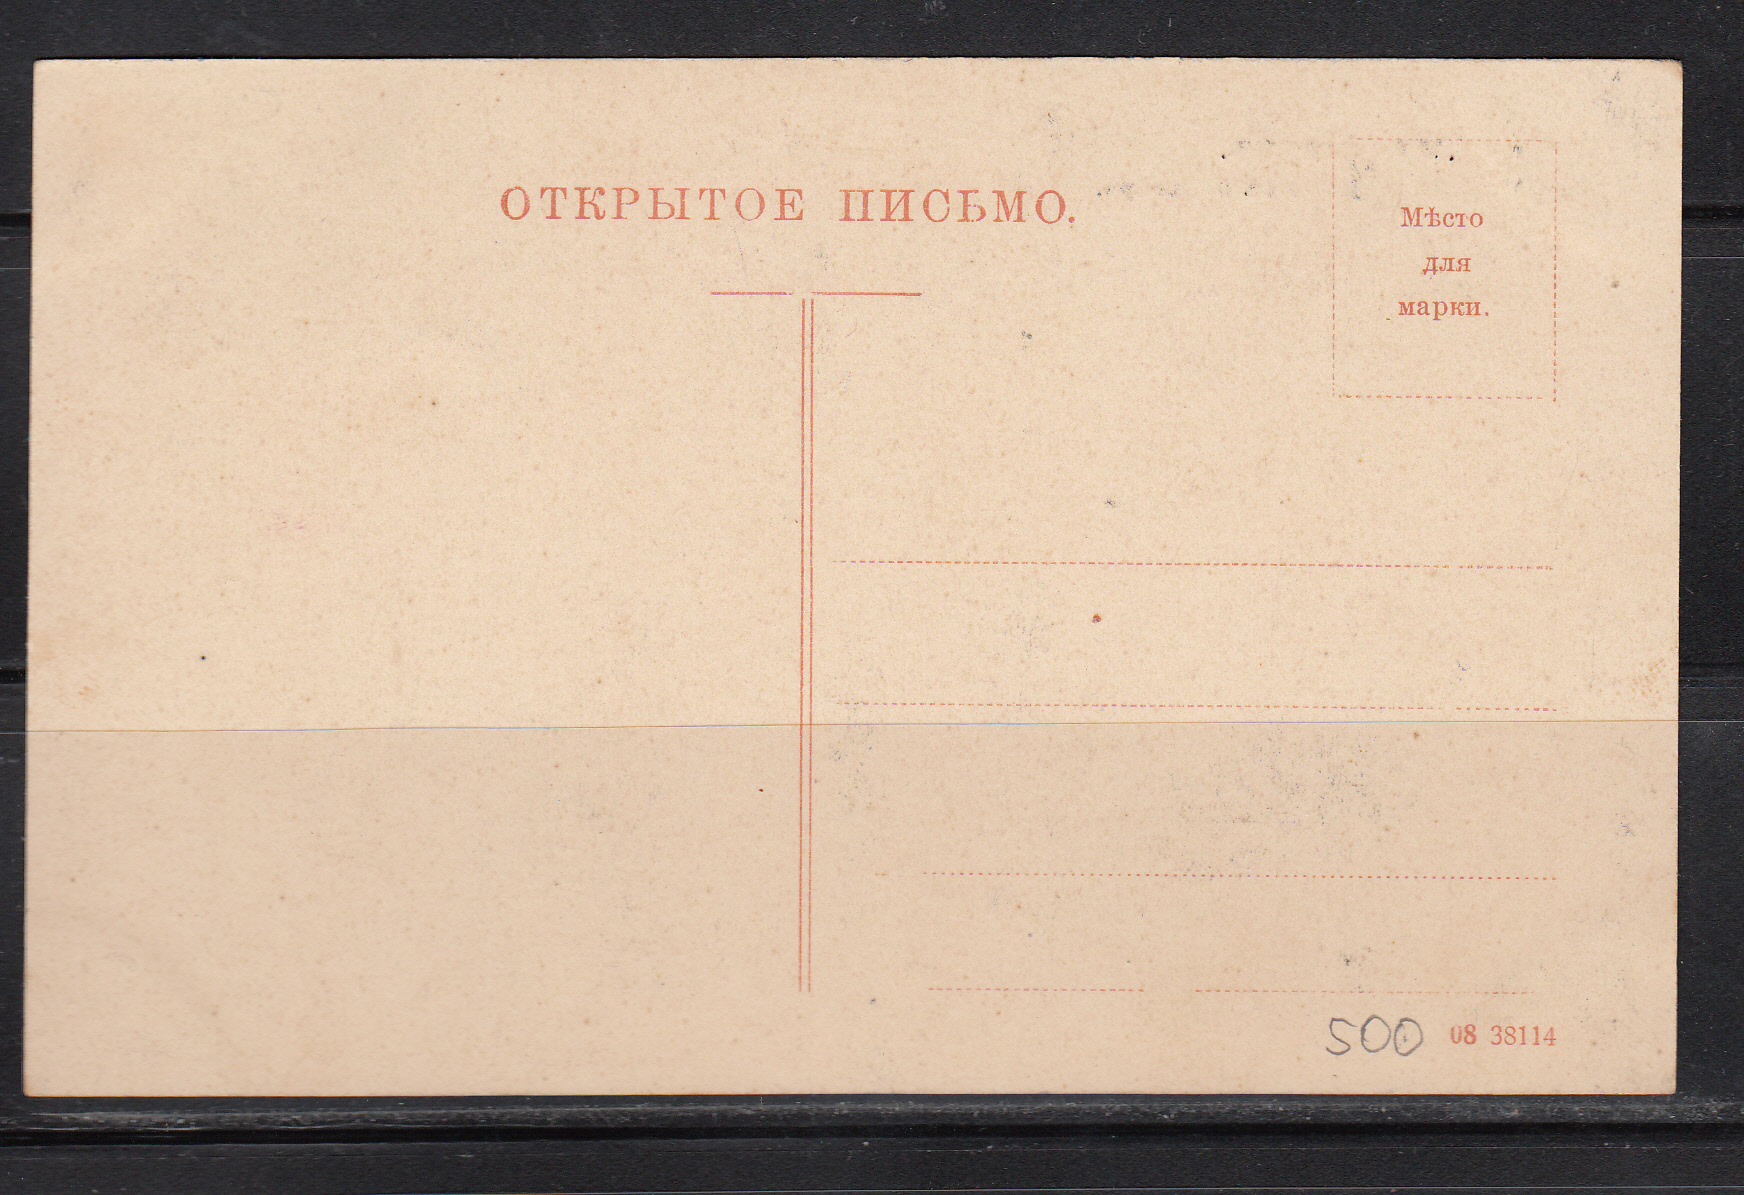 ОТКРЫТОЕ ПИСЬМО.
Мѣсто
для
марки.
500 08 38114